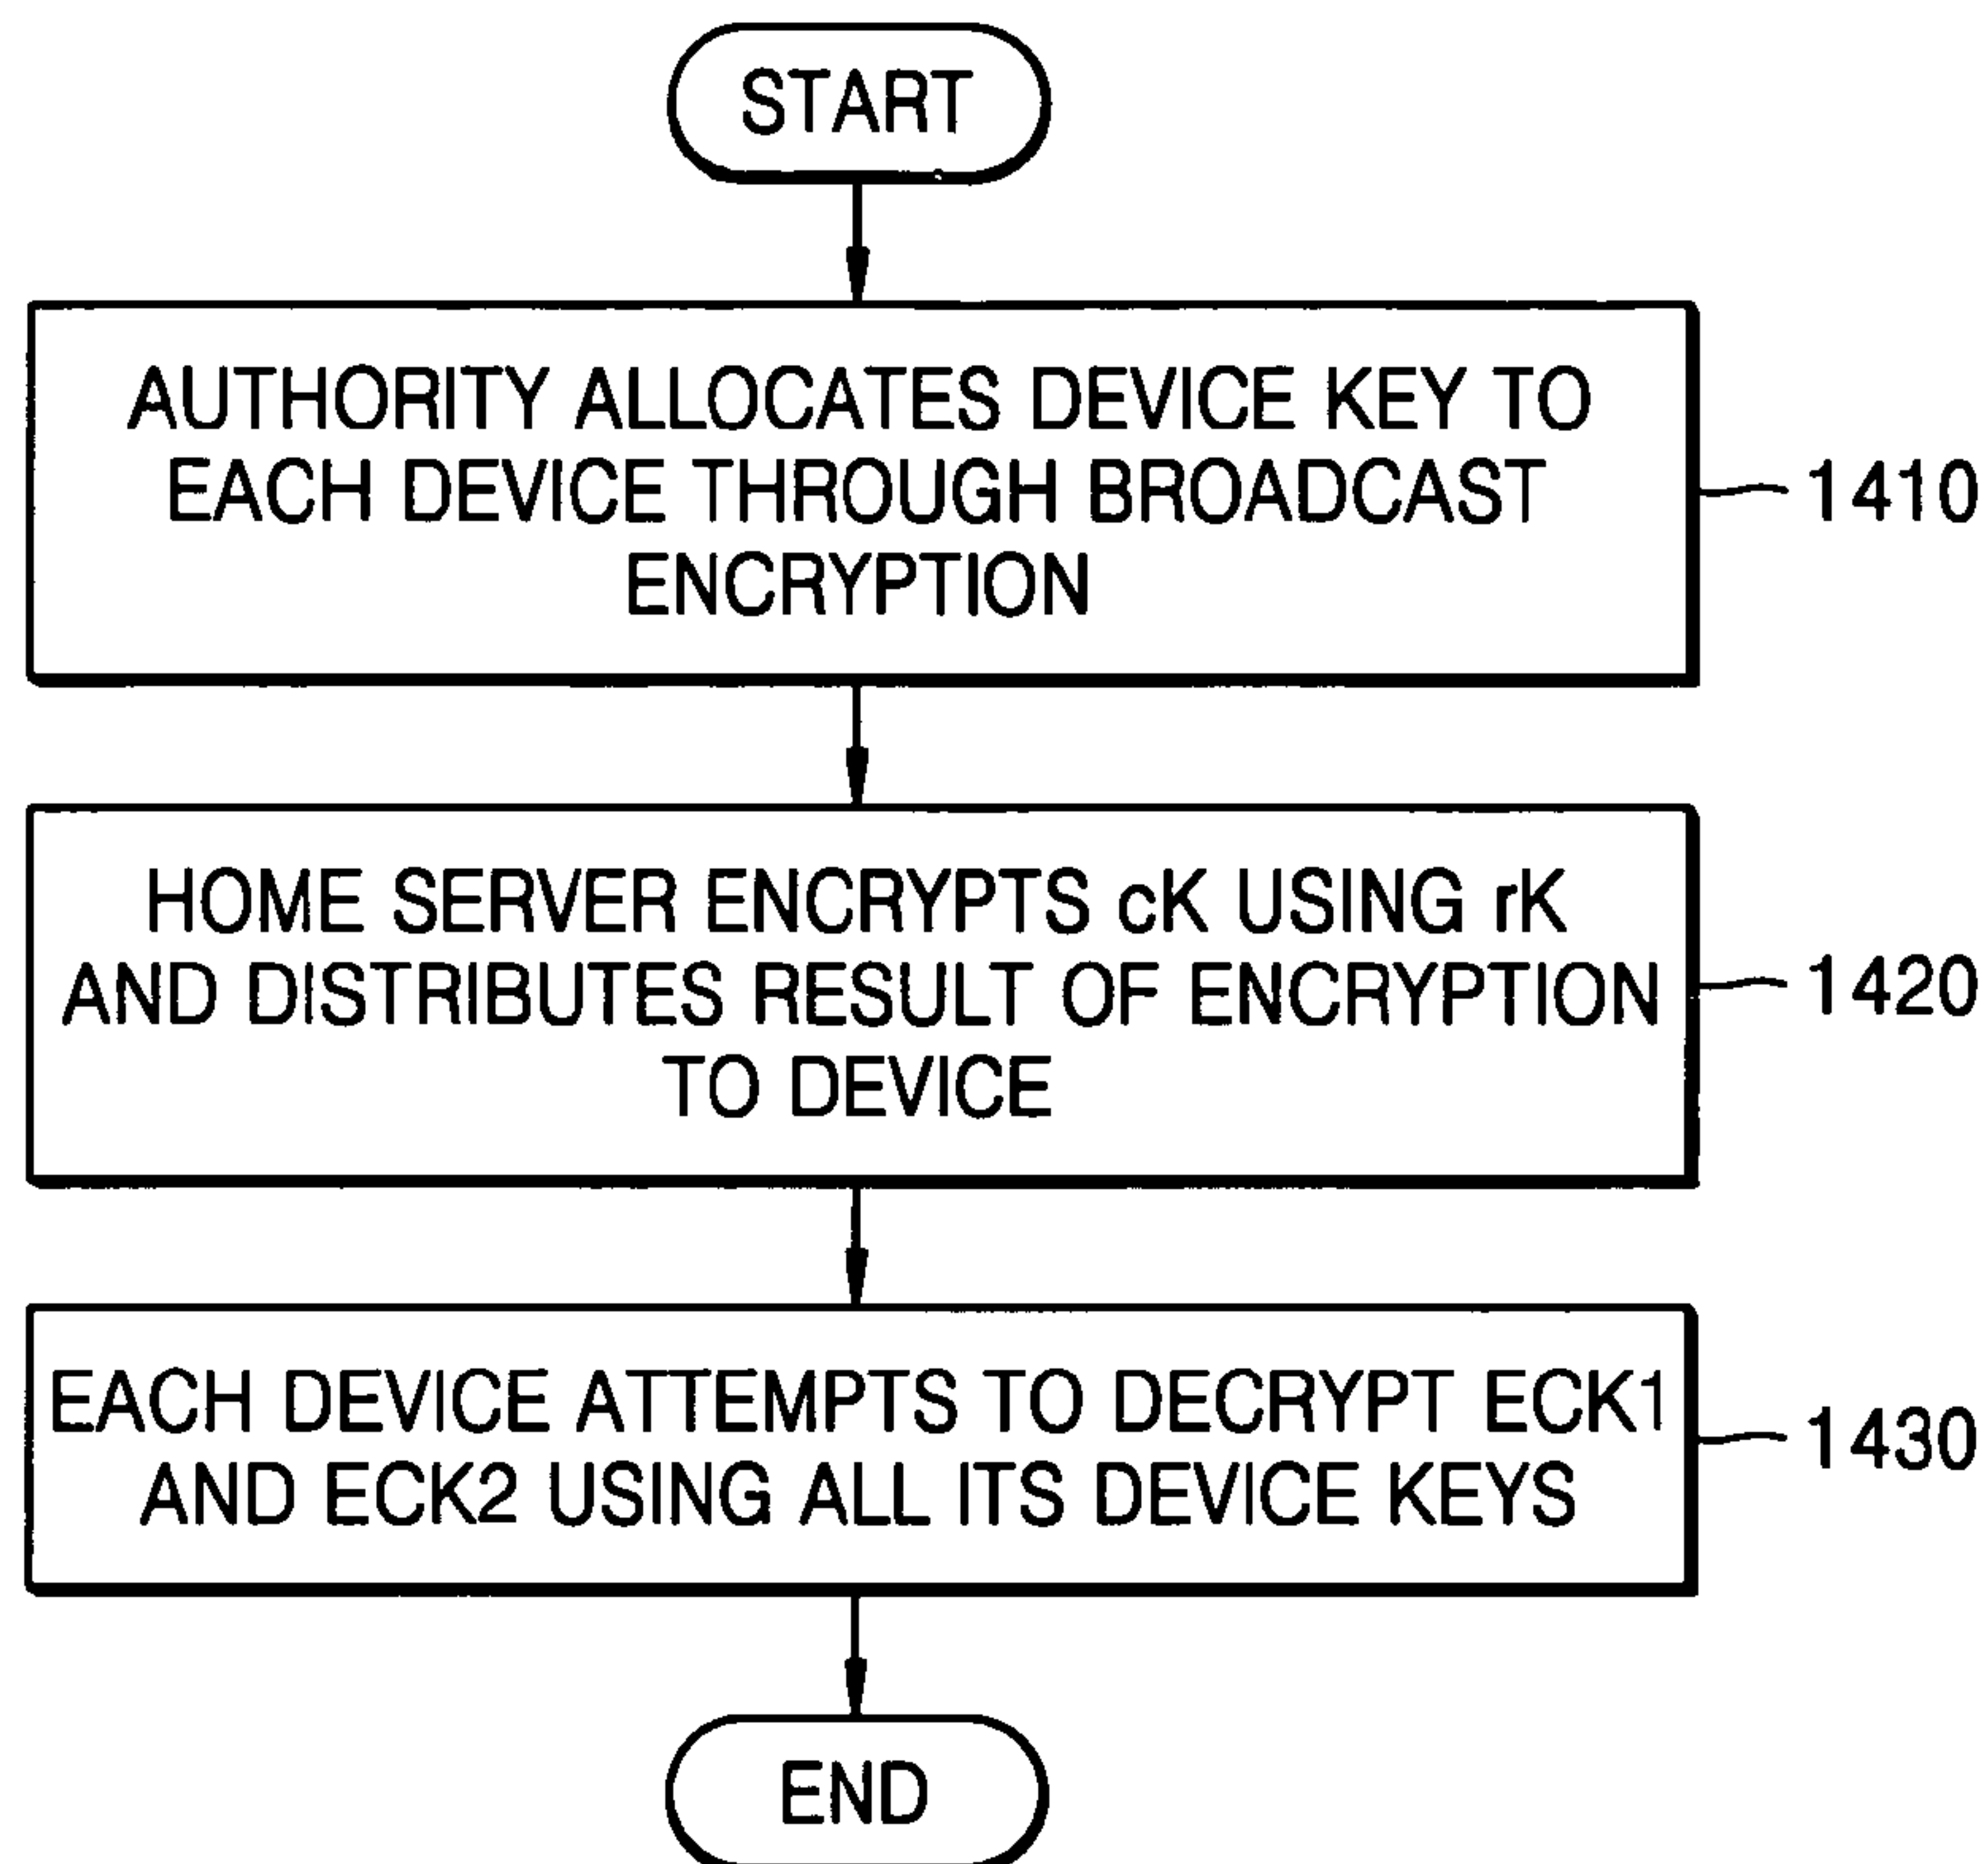 START
AUTHORITY ALLOCATES DEVICE KEY TO
EACH DEVICE THROUGH BROADCAST
ENCRYPTION
1410
HOME SERVER ENCRYPTS cK USING rK
AND DISTRIBUTES RESULT OF ENCRYPTION
TO DEVICE
1420
EACH DEVICE ATTEMPTS TO DECRYPT ECK1
AND ECK2 USING ALL ITS DEVICE KEYS
1430
END